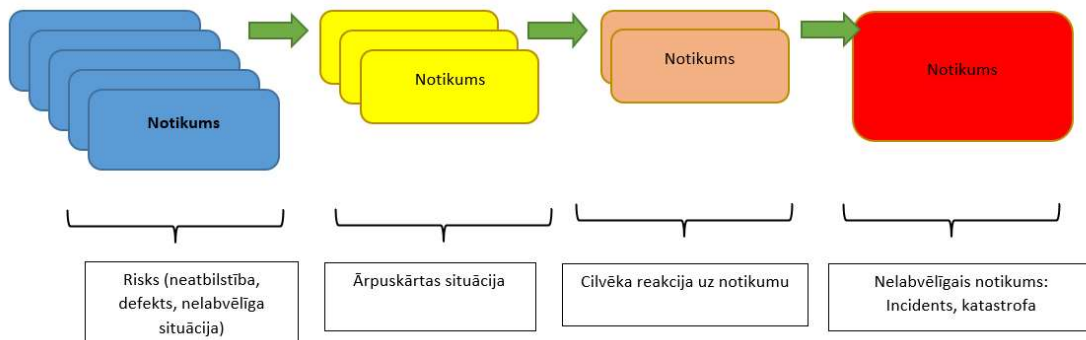 Notikums
Notikums
Notikums
Notikums
Risks (neatbilstība,
defekts, nelabvēlīga
situācija)
Ārpuskārtas situācija
Cilvēka reakcija uz notikumu
Nelabvēlīgais notikums:
Incidents, katastrofa